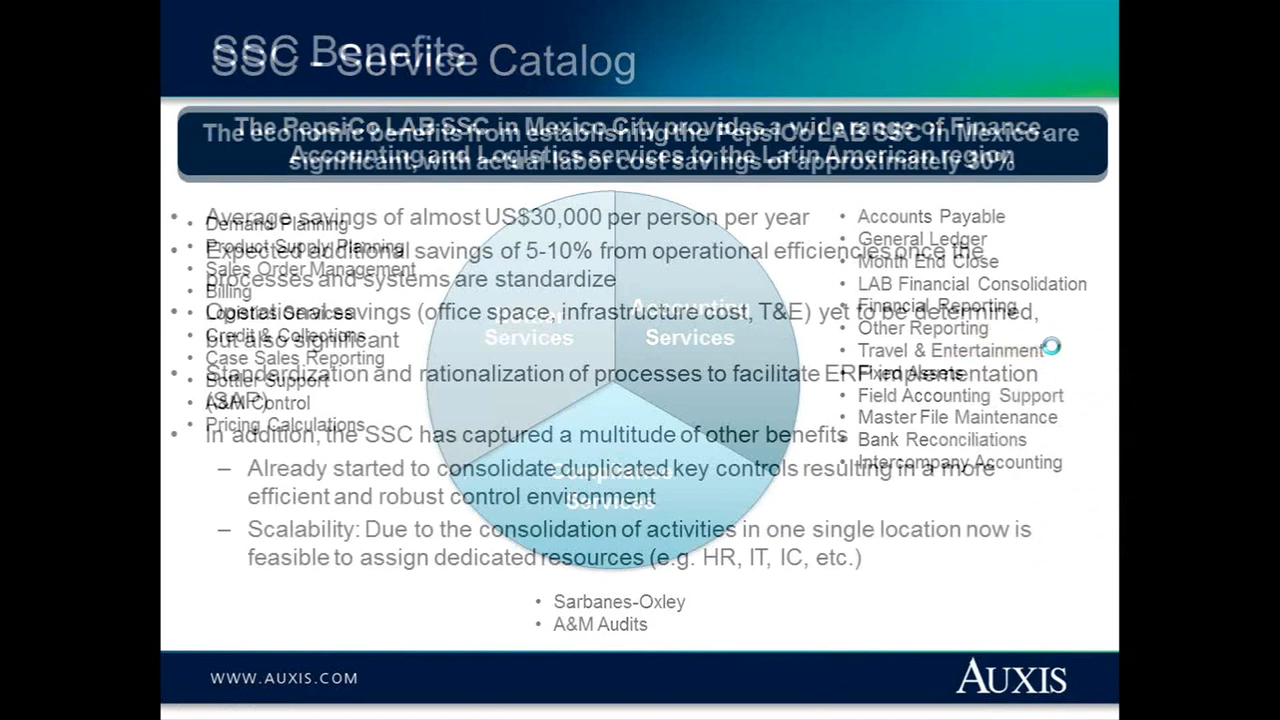 SSC Benefits
SSC - Service Catalog
The PepsiCo LAB SSC in Mexico City provides a wide range of Finance,
Accounting and Logistics services to the Latin American region
The economic benefits from establishing the PepsiCo LAB SSC in Mexico are
significant, with actual labor cost savings of approximately 30%
• Average savings of almost US$30,000 per person per year
• Expected additional savings of 5-10% from operational efficiencies once the
processes and systems are standardize
• Operational savings (office space, infrastructure cost, T&E) yet to be determined,
but also significant
• Standardization and rationalization of processes to facilitate ERP implementation
(SAP)
• In addition, the SSC has captured a multitude of other benefits
– Already started to consolidate duplicated key controls resulting in a more
efficient and robust control environment
– Scalability: Due to the consolidation of activities in one single location now is
feasible to assign dedicated resources (e.g. HR, IT, IC, etc.)
• Demand Planning
• Product Supply Planning
• Sales Order Management
• Billing
• Logistics Services
• Credit & Collections
• Case Sales Reporting
• Bottler Support
• A&M Control
• Pricing Calculations
Services
Accounting
Services
Compliance
Services
• Accounts Payable
• General Ledger
• Month End Close
• LAB Financial Consolidation
• Financial Reporting
• Other Reporting
• Travel & Entertainment
• Fixed Assets
• Field Accounting Support
• Master File Maintenance
• Bank Reconciliations
• Intercompany Accounting
• Sarbanes-Oxley
• A&M Audits
WWW.AUXIS.COM
AUXIS